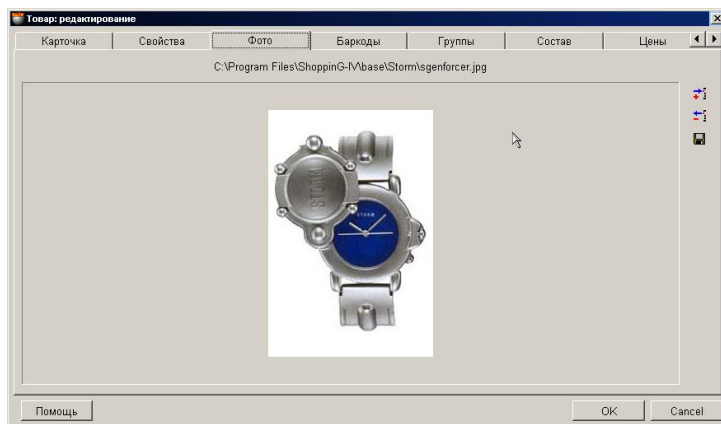 Товар: редактирование
Карточка Свойства Фото Баркоды Группы Состав Цены
C:\Program Files\ShoppinG-IV\base\Storm\sgenforcer.jpg
STORM
STORM
Помощь OK Cancel